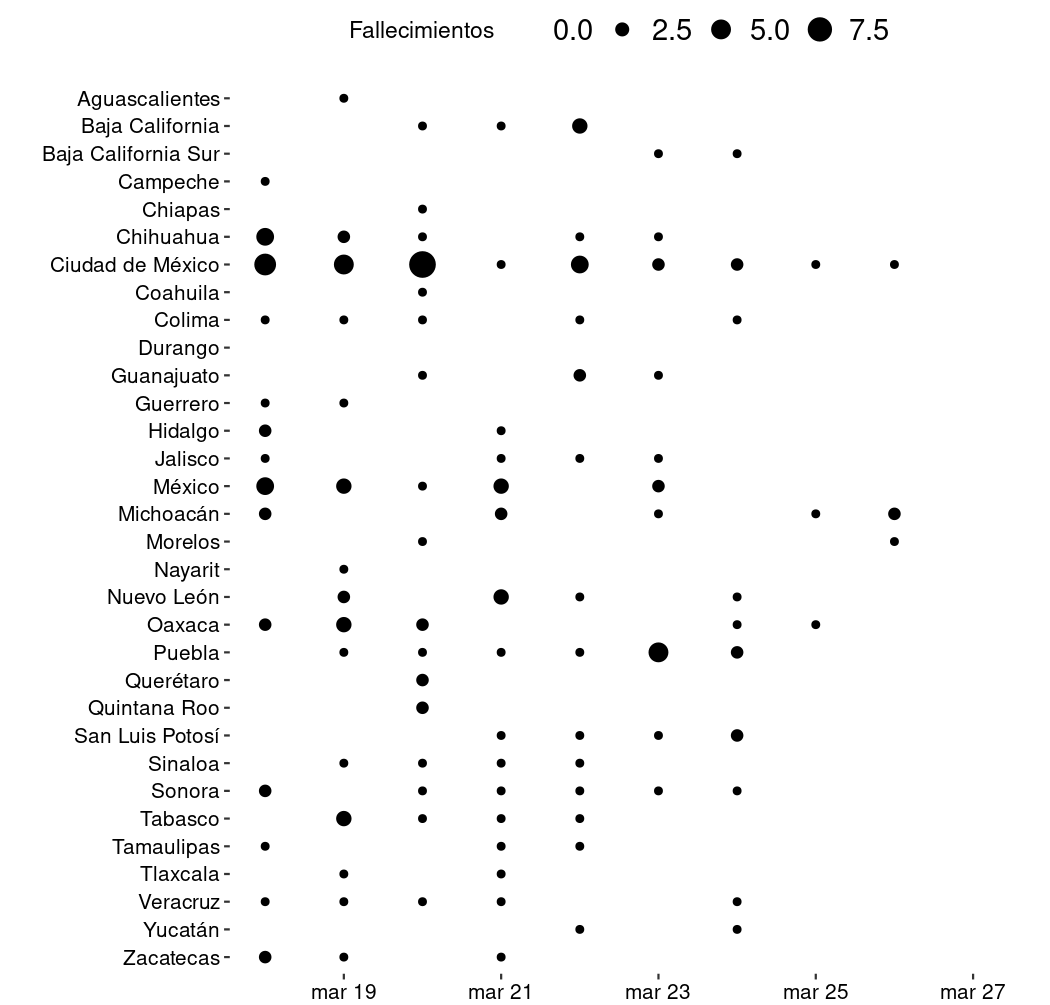 Fallecimientos 0.0 2.5 5.0 7.5
Aguascalientes
Baja California
Baja California Sur
Campeche
Chiapas
Chihuahua
Ciudad de México
Coahuila
Colima
Durango
Guanajuato
Guerrero
Hidalgo
Jalisco
México
Michoacán
Morelos
Nayarit
Nuevo León
Oaxaca
Puebla
Querétaro
Quintana Roo
San Luis Potosí
Sinaloa
Sonora
Tabasco
Tamaulipas
Tlaxcala
Veracruz
Yucatán
Zacatecas
mar 19 mar 21 mar 23 mar 25 mar 27